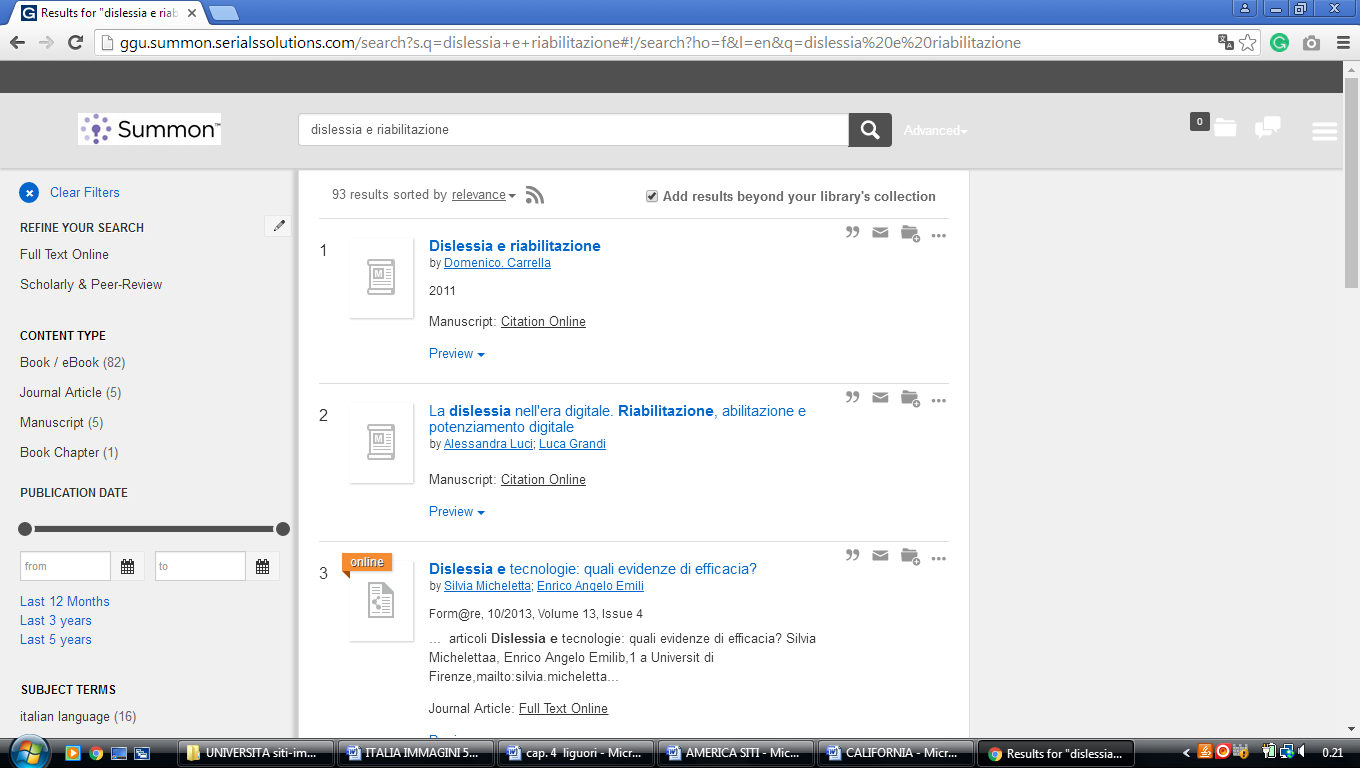 Results for "dislessia e riab
ggu.summon.serialssolutions.com/search?s.q=dislessia+e+riabilitazione#!/search?ho=f&l=en&q=dislessia%20e%20riabilitazione
Summon™
dislessia e riabilitazione
Advanced
0
Clear Filters
REFINE YOUR SEARCH
Full Text Online
Scholarly & Peer-Review
CONTENT TYPE
Book / eBook (82)
Journal Article (5)
Manuscript (5)
Book Chapter (1)
PUBLICATION DATE
from
to
Last 12 Months
Last 3 years
Last 5 years
SUBJECT TERMS
italian language (16)
93 results sorted by relevance
Add results beyond your library's collection
1
Dislessia e riabilitazione
by Domenico. Carrella
2011
Manuscript: Citation Online
Preview
2
La dislessia nell'era digitale. Riabilitazione, abilitazione e
potenziamento digitale
by Alessandra Luci; Luca Grandi
Manuscript: Citation Online
Preview
3
online
Dislessia e tecnologie: quali evidenze di efficacia?
by Silvia Micheletta; Enrico Angelo Emili
Form@re, 10/2013, Volume 13, Issue 4
... articoli Dislessia e tecnologie: quali evidenze di efficacia? Silvia
Michelettaa, Enrico Angelo Emilib,1 a Universit di
Firenze,mailto:silvia.micheletta...
Journal Article: Full Text Online
UNIVERSITA siti-im...
ITALIA IMMAGINI 5...
cap. 4 liguori - Micr...
AMERICA SITI - Mic...
CALIFORNIA - Micr...
Results for "dislessia...
0.21